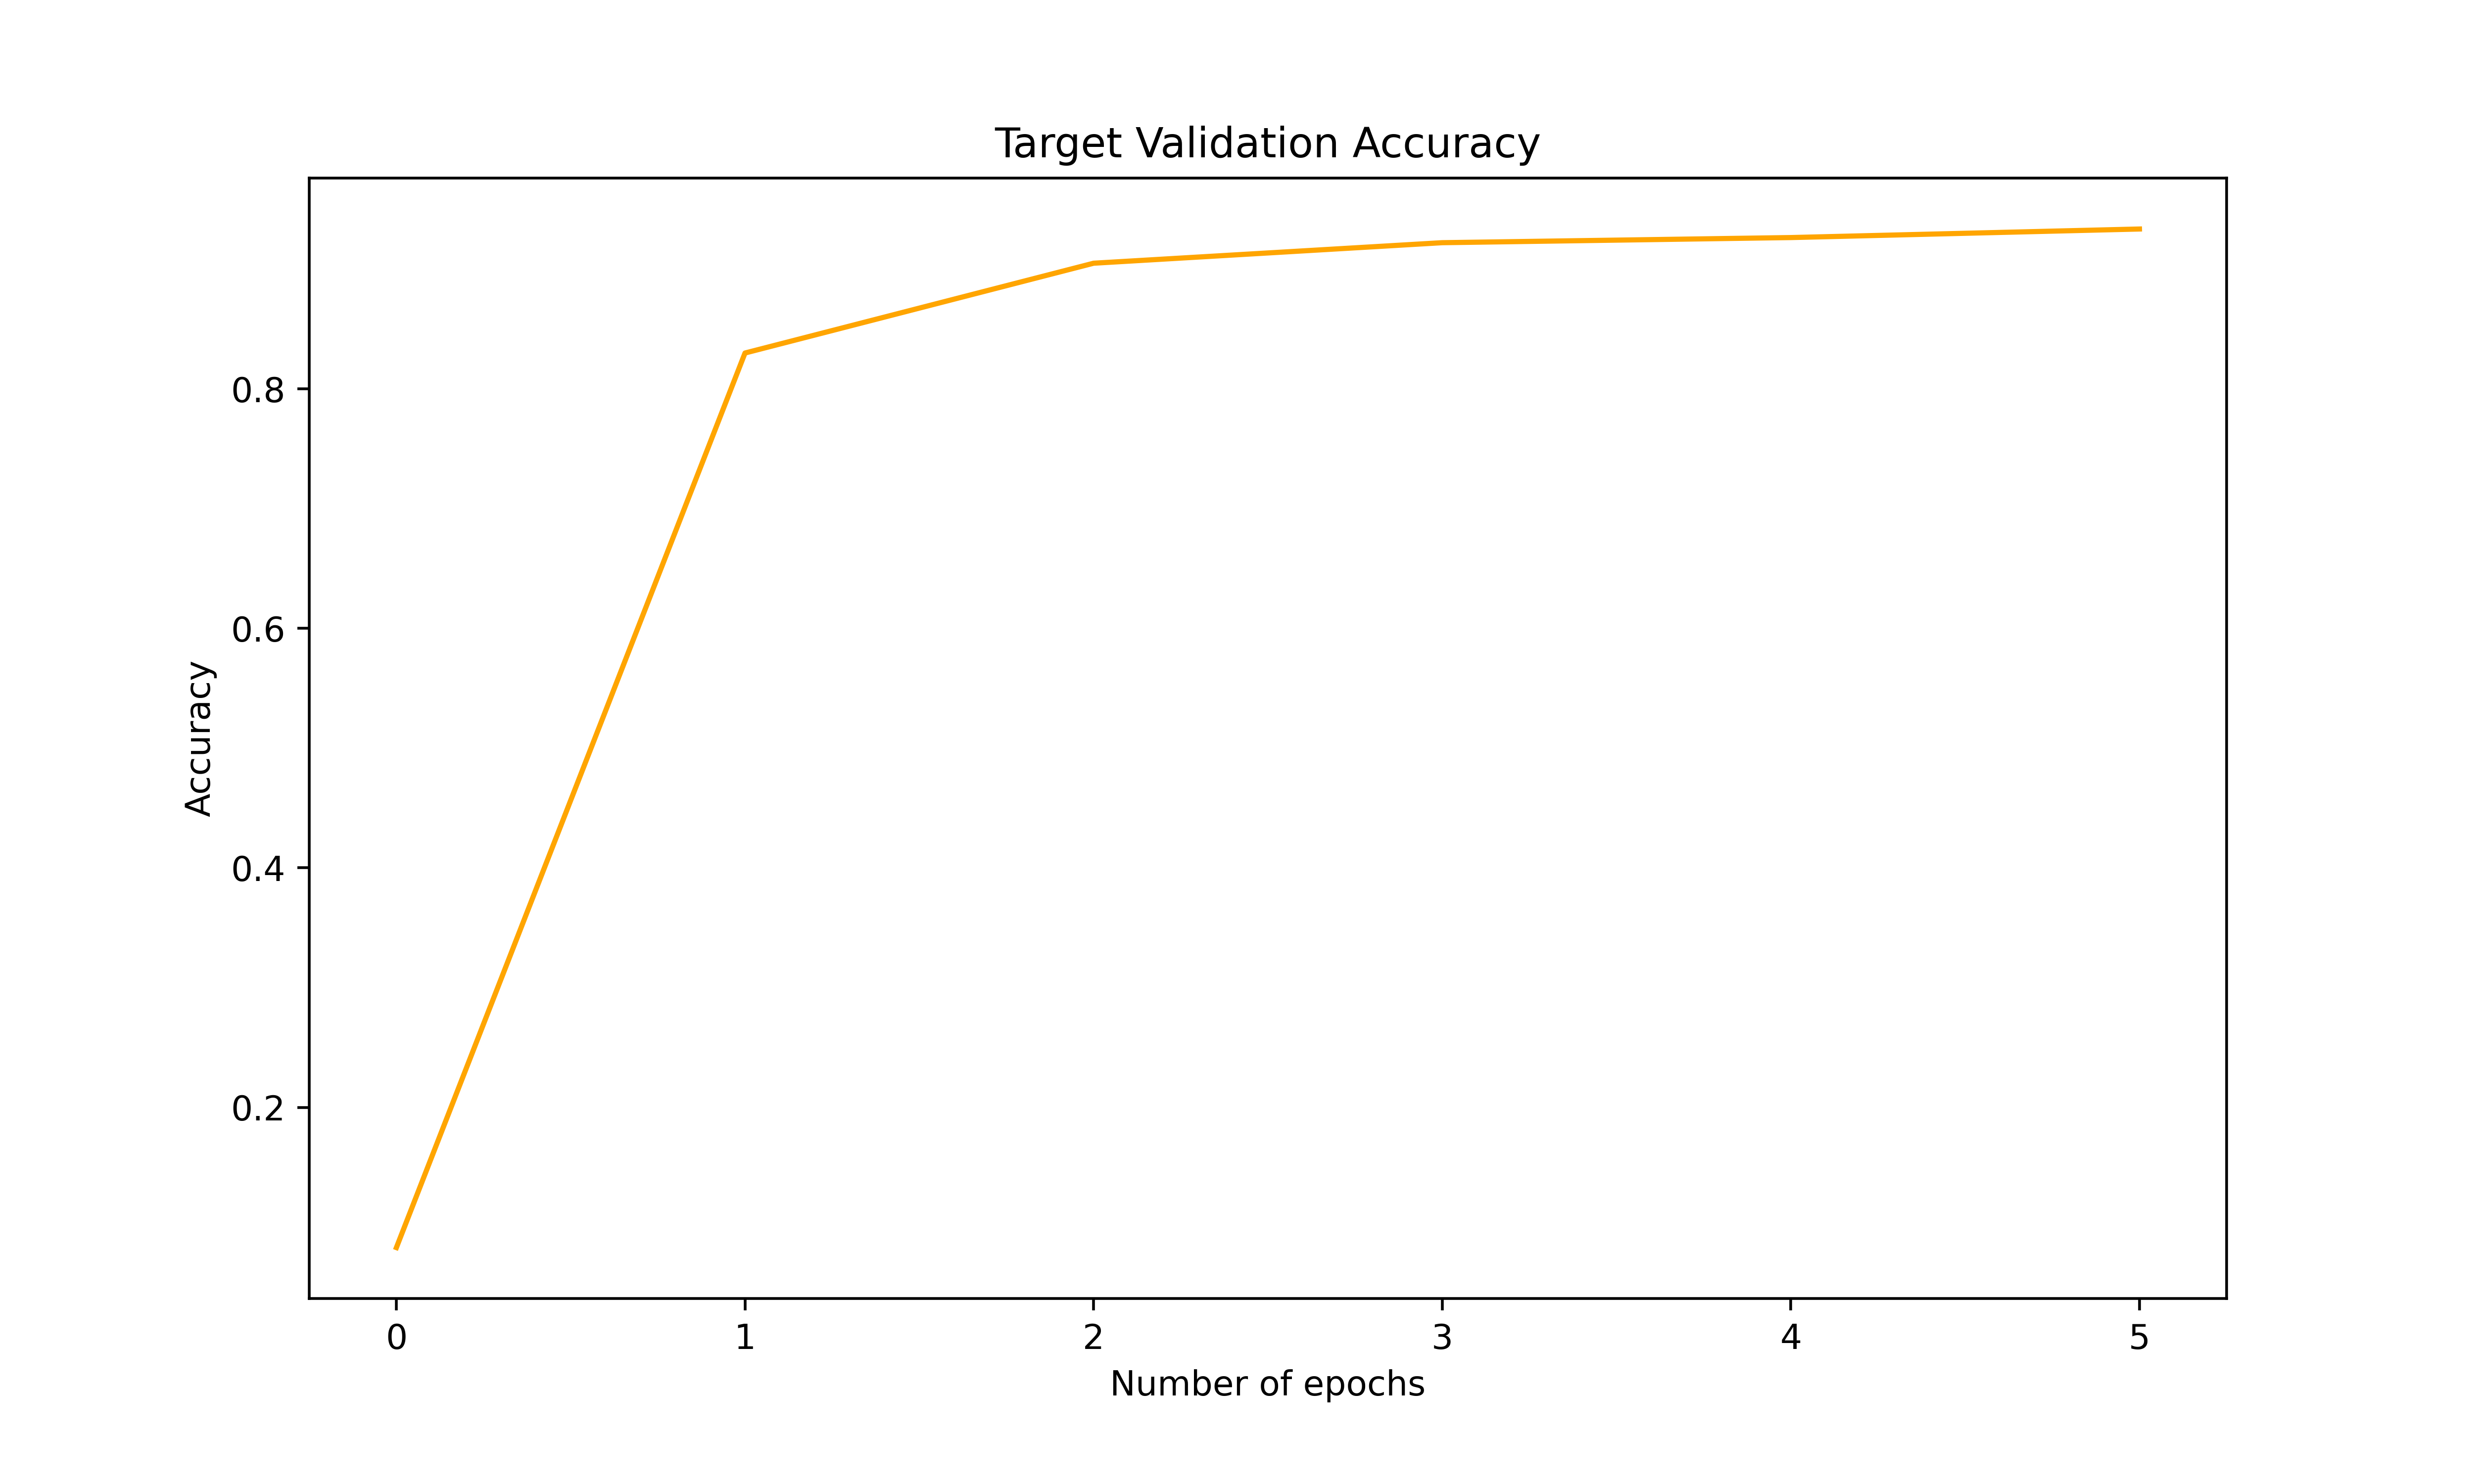 Target Validation Accuracy
0.8
0.6
0.4
0.2
Accuracy
0 1 2 3 4 5
Number of epochs